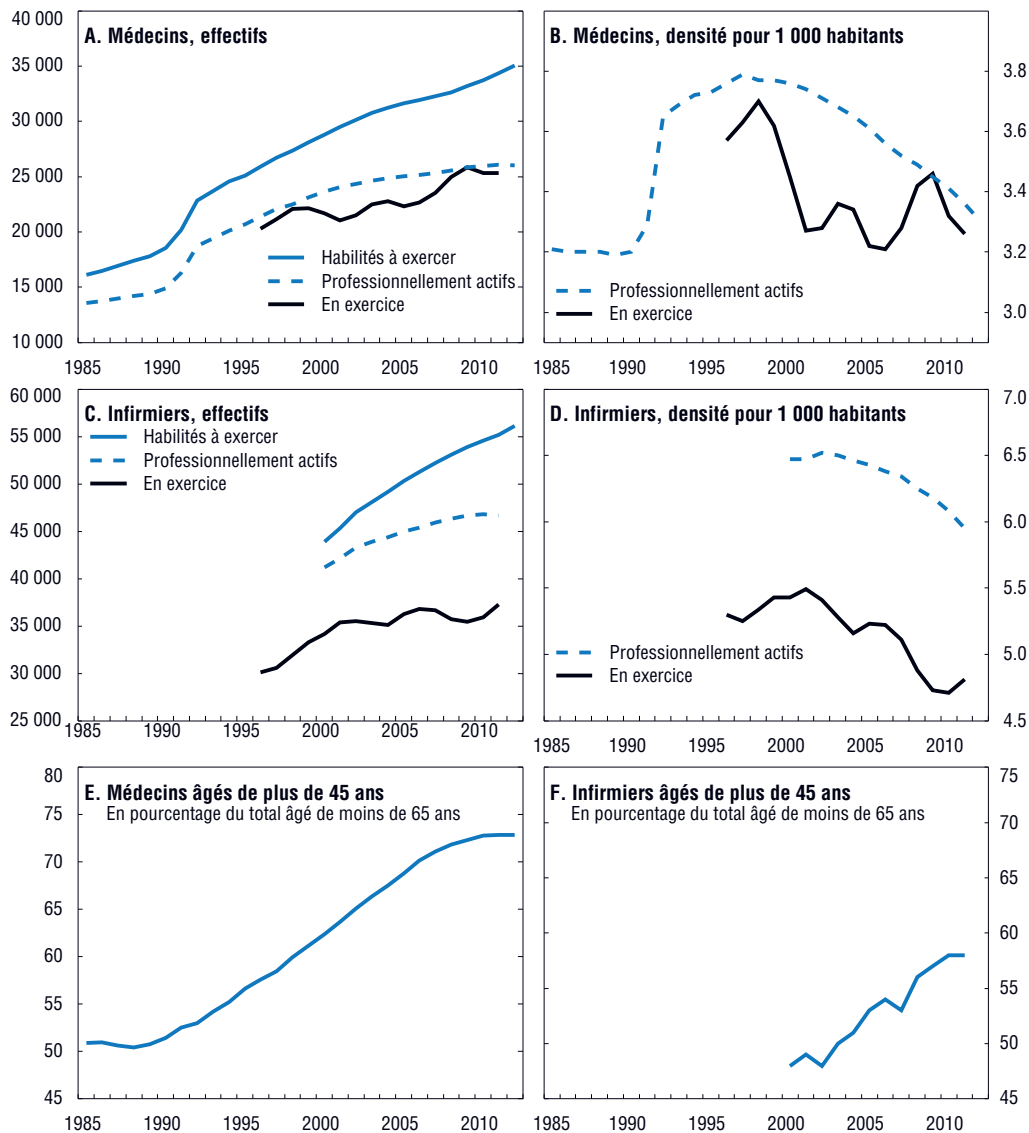 A. Médecins, effectifs
40 000
35 000
30 000
25 000
20 000
15 000
10 000
Habilités à exercer
Professionnellement actifs
En exercice
1985 1990 1995 2000 2005 2010
B. Médecins, densité pour 1 000 habitants
3.8
3.6
3.4
3.2
3.0
Professionnellement actifs
En exercice
1985 1990 1995 2000 2005 2010
C. Infirmiers, effectifs
60 000
55 000
50 000
45 000
40 000
35 000
30 000
25 000
Habilités à exercer
Professionnellement actifs
En exercice
1985 1990 1995 2000 2005 2010
D. Infirmiers, densité pour 1 000 habitants
7.0
6.5
6.0
5.5
5.0
4.5
Professionnellement actifs
En exercice
1985 1990 1995 2000 2005 2010
E. Médecins âgés de plus de 45 ans
En pourcentage du total âgé de moins de 65 ans
80
75
70
65
60
55
50
45
1985 1990 1995 2000 2005 2010
F. Infirmiers âgés de plus de 45 ans
En pourcentage du total âgé de moins de 65 ans
75
70
65
60
55
50
45
1985 1990 1995 2000 2005 2010